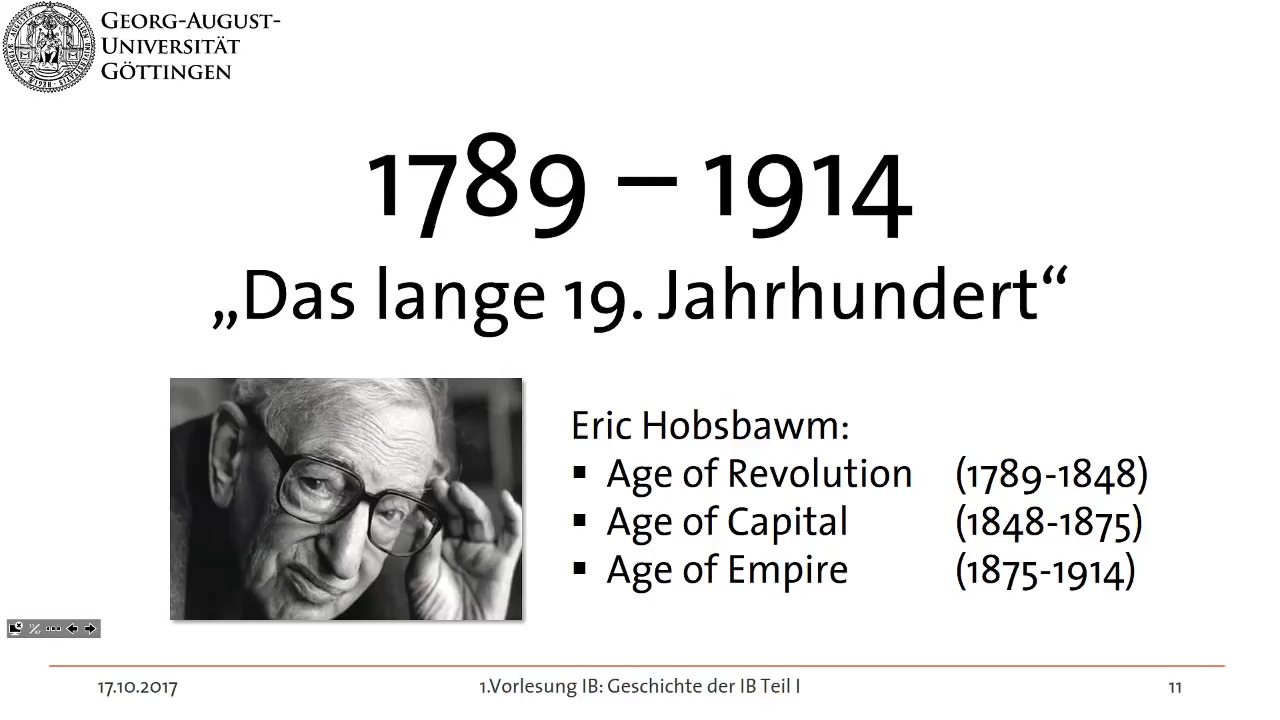 GEORG-AUGUST-
UNIVERSITÄT
GÖTTINGEN
1789 – 1914
„Das lange 19. Jahrhundert“
Eric Hobsbawm:
▪ Age of Revolution (1789-1848)
▪ Age of Capital (1848-1875)
▪ Age of Empire (1875-1914)
17.10.2017 1.Vorlesung IB: Geschichte der IB Teil I 11